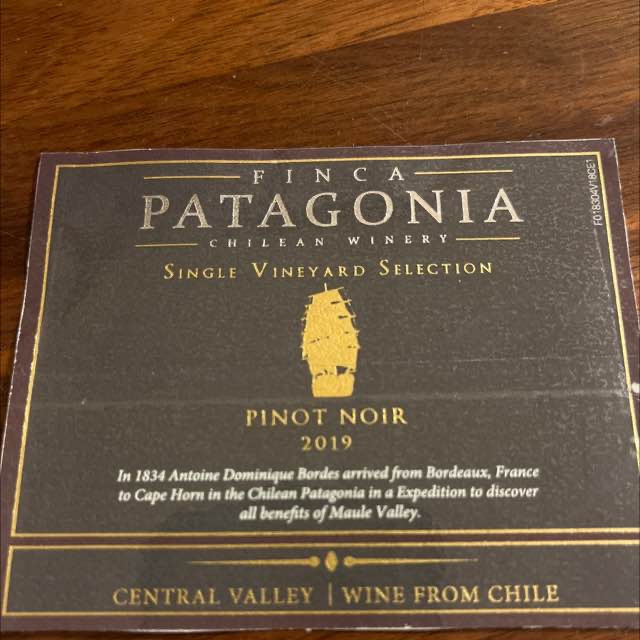 FINCA
PATAGONIA
CHILEAN WINERY
SINGLE VINEYARD SELECTION
PINOT NOIR
2019
In 1834 Antoine Dominique Bordes arrived from Bordeaux, France
to Cape Horn in the Chilean Patagonia in a Expedition to discover
all benefits of Maule Valley.
CENTRAL VALLEY | WINE FROM CHILE